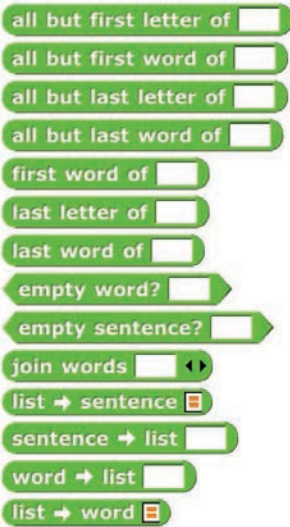 all but first letter of
all but first word of
all but last letter of
all but last word of
first word of
last letter of
last word of
empty word?
empty sentence?
join words
list → sentence
sentence → list
word → list
list → word